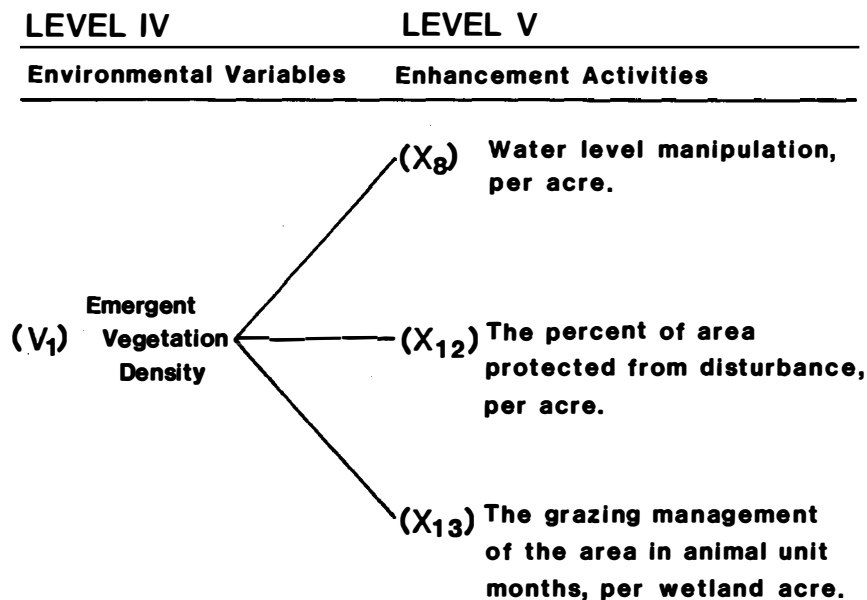 LEVEL IV LEVEL V
Environmental Variables Enhancement Activities
(X8) Water level manipulation,
per acre.
Emergent
(V1) Vegetation
Density
(X12) The percent of area
protected from disturbance,
per acre.
(X13) The grazing management
of the area in animal unit
months, per wetland acre.